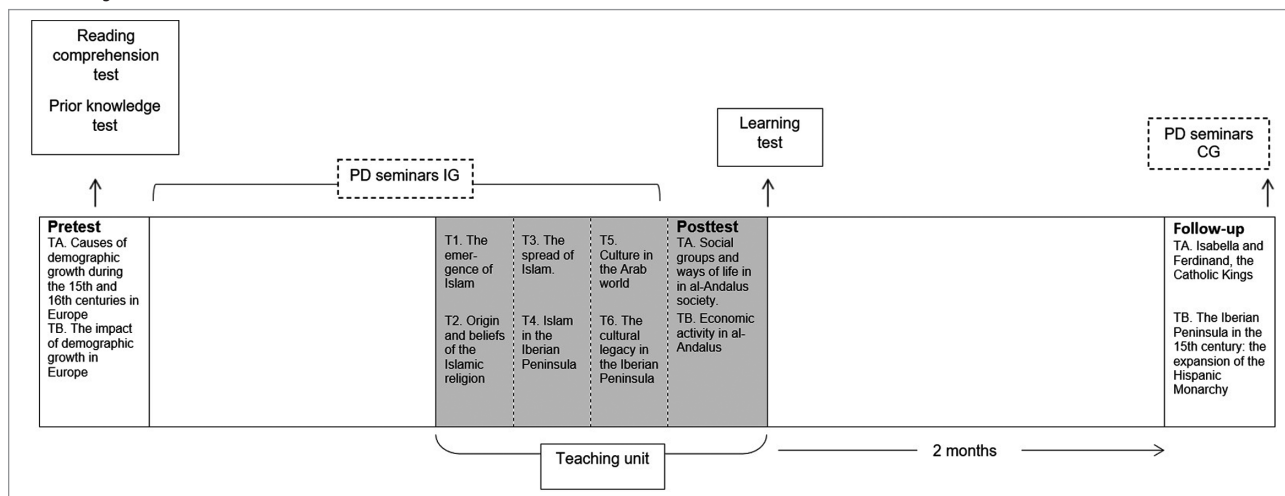 Reading
comprehension
test
Prior knowledge
test
PD seminars IG
Learning
test
PD seminars
CG
Pretest
TA. Causes of
demographic
growth during
the 15th and
16th centuries in
Europe
TB. The impact
of demographic
growth in
Europe
T1. The
emer-
gence of
Islam
T2. Origin
and beliefs
of the
Islamic
religion
T3. The
spread of
Islam.
T4. Islam
in the
Iberian
Peninsula
T5.
Culture in
the Arab
world
T6. The
cultural
legacy in
the Iberian
Peninsula
Posttest
TA. Social
groups and
ways of life in
in al-Andalus
society.
TB. Economic
activity in al-
Andalus
Follow-up
TA. Isabella and
Ferdinand, the
Catholic Kings
TB. The Iberian
Peninsula in the
15th century: the
expansion of the
Hispanic
Monarchy
Teaching unit
2 months